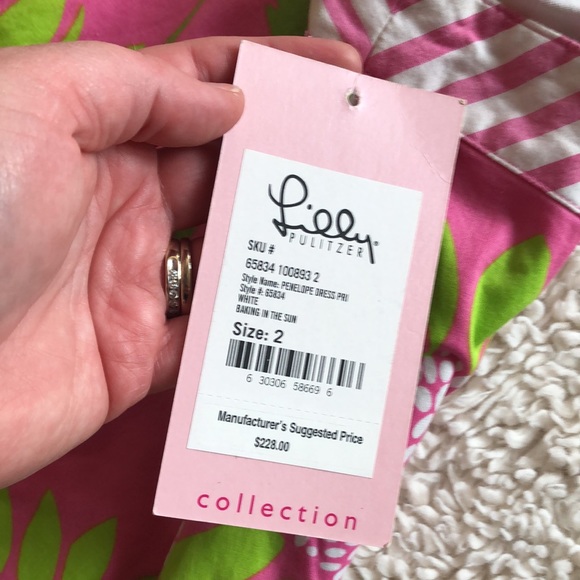 Lilly®
PULITZER
SKU #
65834 100893 2
Style Name: PENELOPE DRESS PRI
Style #: 65834
WHITE
BAKING IN THE SUN
Size: 2
6 30306 58669 6
Manufacturer's Suggested Price
$228.00
collection